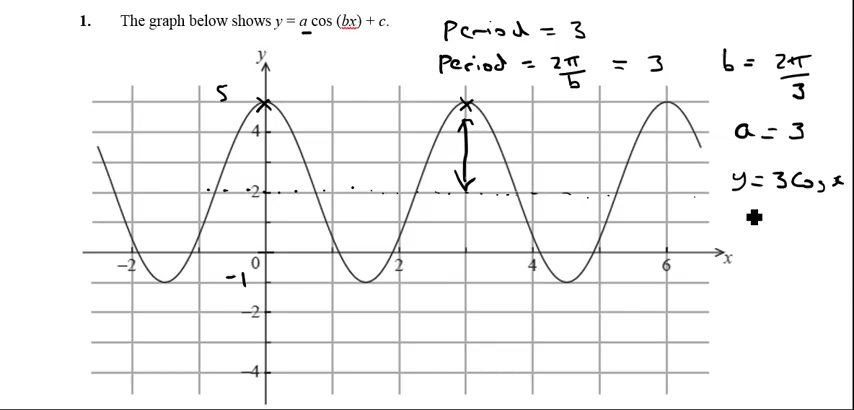 1. The graph below shows y = a cos (bx) + c.
Period = 3
Period = 2π/b = 3
b = 2π/3
a = 3
y = 3 cos x
y
5
4
2
-2 0 2 4 6 x
-1
-2
-4